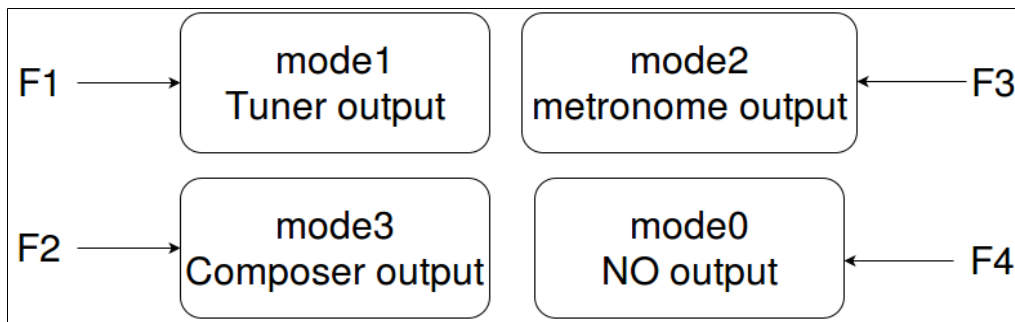 F1
mode1
Tuner output
mode2
metronome output
F3
F2
mode3
Composer output
mode0
NO output
F4